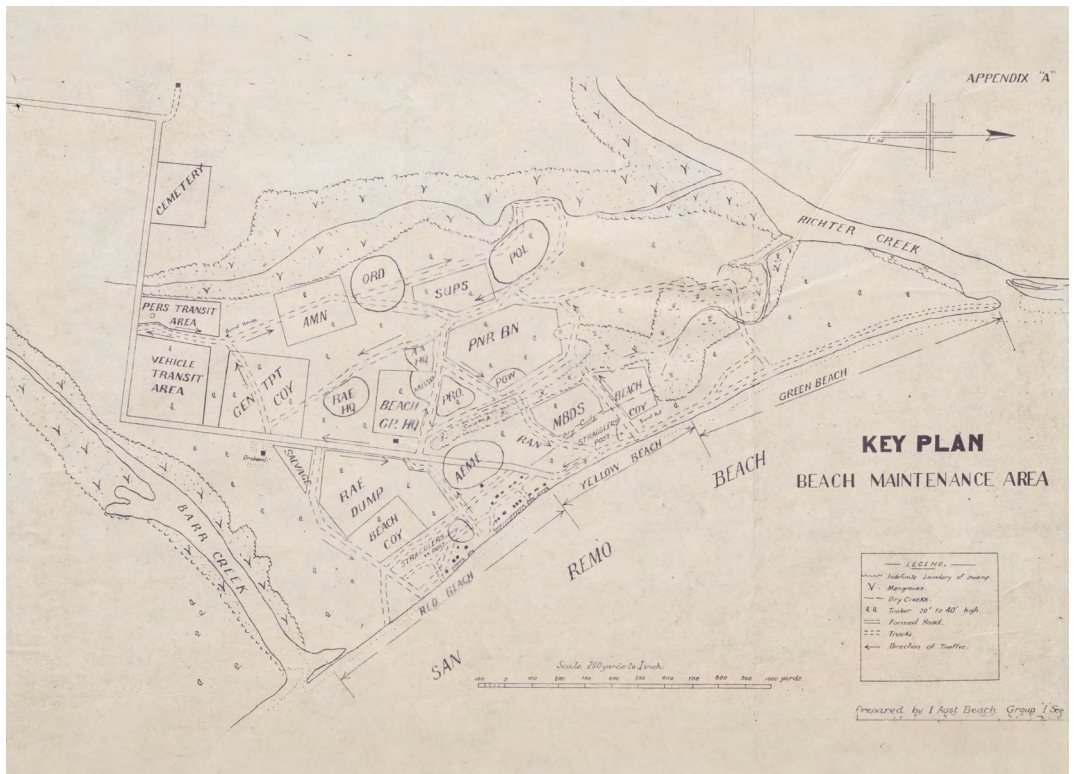 APPENDIX "A"
CEMETERY
RICHTER CREEK
POL
ORD
SUPS
AMN
PERS TRANSIT
AREA
PNR BN
VEHICLE
TRANSIT
AREA
GEN TPT
COY
RAE
HQ
BEACH
GP. HQ
HQ
PRO.
POW
MBDS
BEACH
COY
STRAGGLERS
POST
RAN
GREEN BEACH
YELLOW BEACH
BEACH
KEY PLAN
BEACH MAINTENANCE AREA
Orchard
SALVAGE
AEME
RAE
DUMP
BEACH
COY
STRAGGLERS
POST
RED BEACH
REMO
SAN
BARR CREEK
LEGEND.
Indefinite boundary of swamp.
Mangroves.
Dry Creeks.
Timber 20' to 40' high.
Formed Road.
Tracks.
Direction of Traffic.
Scale 200 yards to 1 inch
100 0 100 200 300 400 500 600 700 800 900 1000 yards.
Prepared by 1 Aust Beach Group